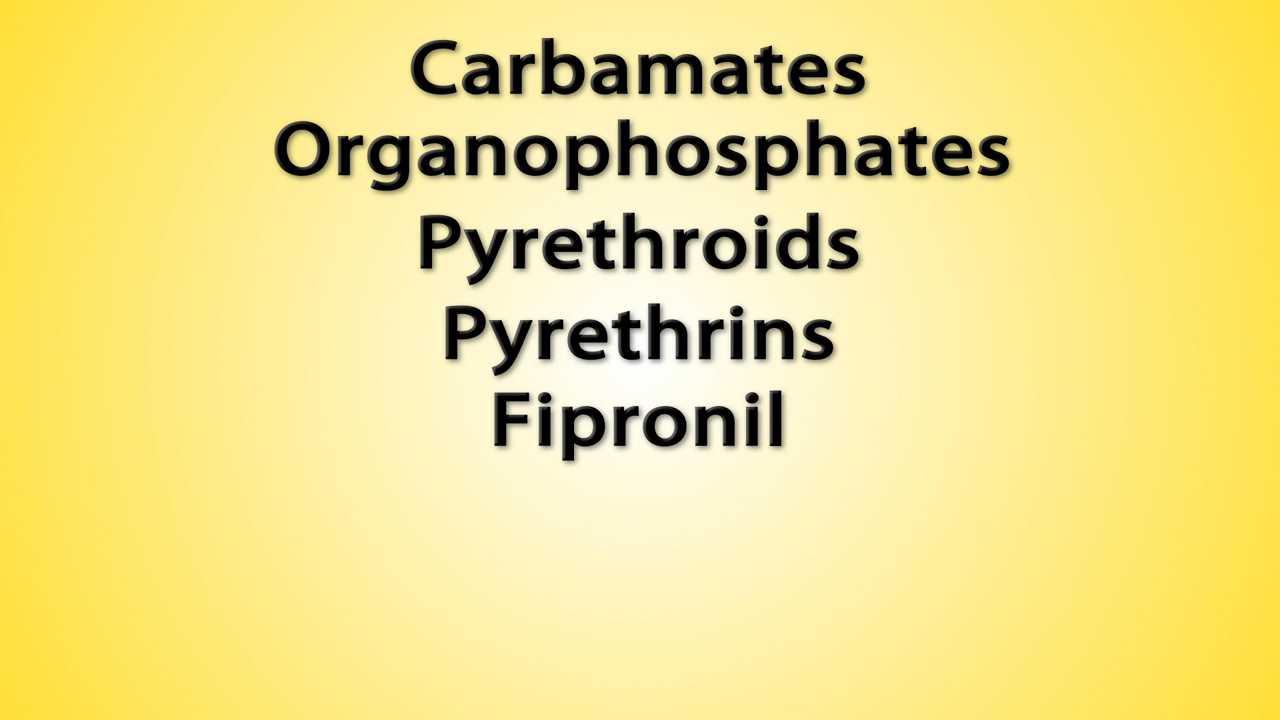 Carbamates
Organophosphates
Pyrethroids
Pyrethrins
Fipronil